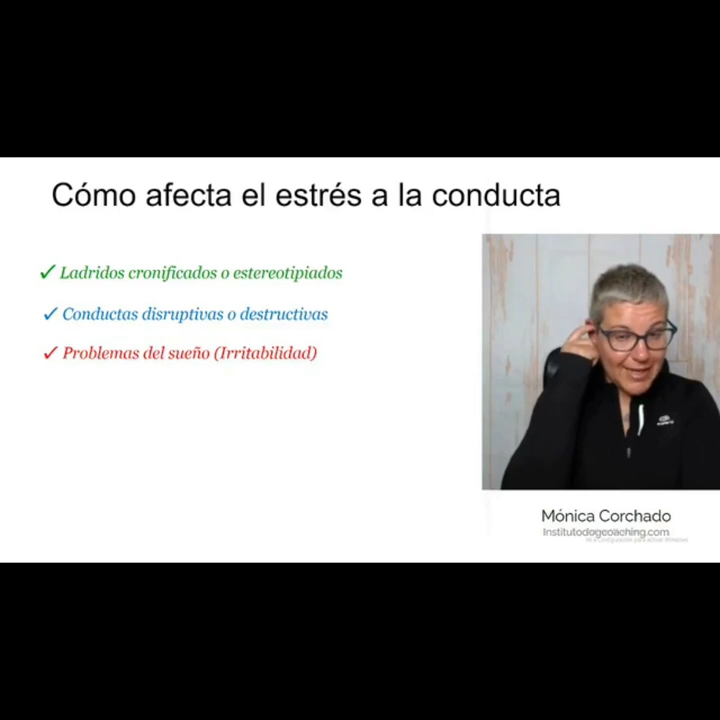 Cómo afecta el estrés a la conducta
✓ Ladridos cronificados o estereotipiados
✓ Conductas disruptivas o destructivas
✓ Problemas del sueño (Irritabilidad)
Mónica Corchado
Institutodogcoaching.com